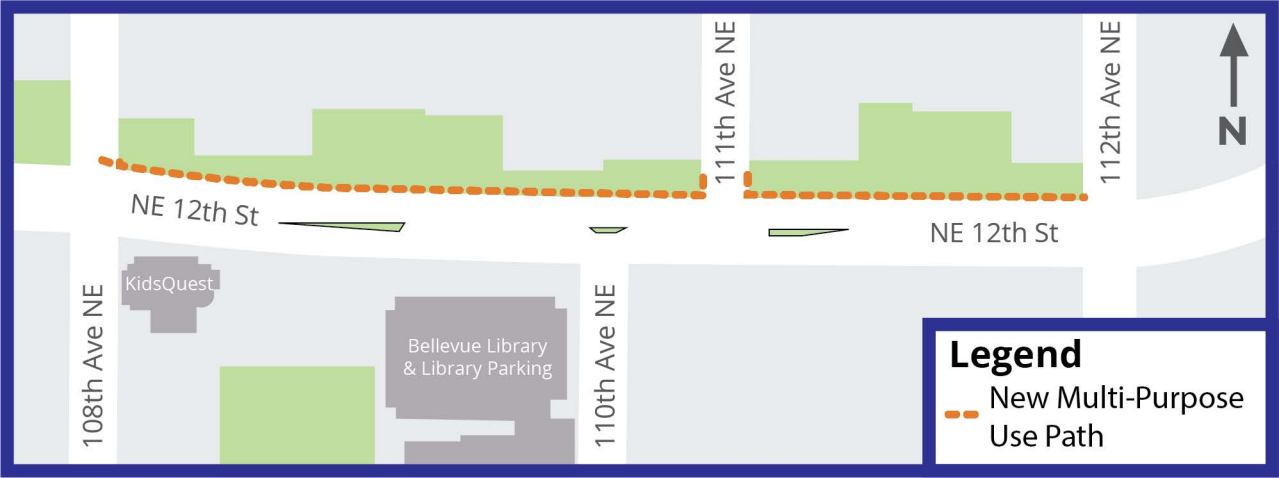 111th Ave NE
112th Ave NE
N
NE 12th St
NE 12th St
KidsQuest
108th Ave NE
Bellevue Library
& Library Parking
110th Ave NE
Legend
New Multi-Purpose
Use Path